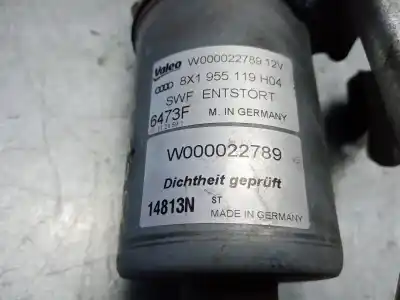 Valeo W000022789 12V
8X1 955 119 H04
SWF ENTSTÖRT
6473F M. IN GERMANY
W000022789
Dichtheit geprüft
14813N ST
MADE IN GERMANY